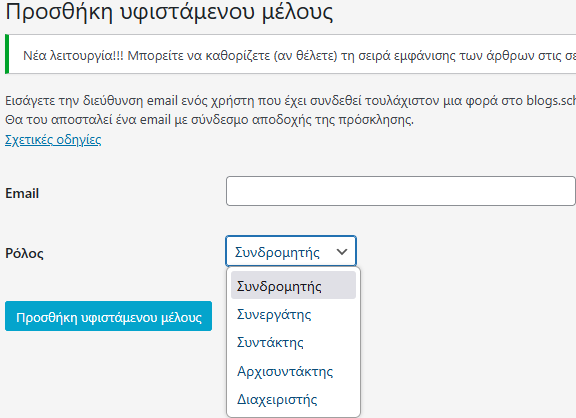 Προσθήκη υφιστάμενου μέλους
Νέα λειτουργία!!! Μπορείτε να καθορίζετε (αν θέλετε) τη σειρά εμφάνισης των άρθρων στις σε
Εισάγετε την διεύθυνση email ενός χρήστη που έχει συνδεθεί τουλάχιστον μια φορά στο blogs.sch
Θα του αποσταλεί ένα email με σύνδεσμο αποδοχής της πρόσκλησης.
Σχετικές οδηγίες
Email
Ρόλος
Συνδρομητής
Συνδρομητής
Συνεργάτης
Συντάκτης
Αρχισυντάκτης
Διαχειριστής
Προσθήκη υφιστάμενου μέλους